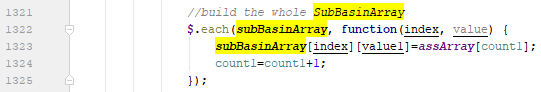 1321 //build the whole SubBasinArray
1322 $.each(subBasinArray, function(index, value) {
1323 subBasinArray[index][value1]=assArray[count1];
1324 count1=count1+1;
1325 });